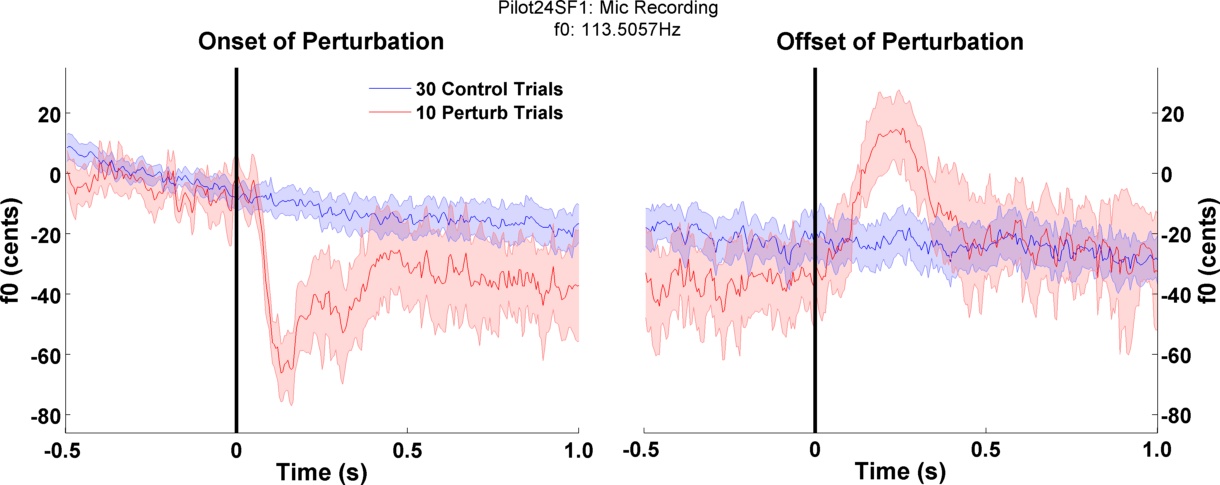 Pilot24SF1: Mic Recording
f0: 113.5057Hz
Onset of Perturbation
Offset of Perturbation
30 Control Trials
10 Perturb Trials
f0 (cents)
20
0
-20
-40
-60
-80
-0.5
0
0.5
1.0
Time (s)
-0.5
0
0.5
1.0
Time (s)
20
0
-20
-40
-60
-80
f0 (cents)